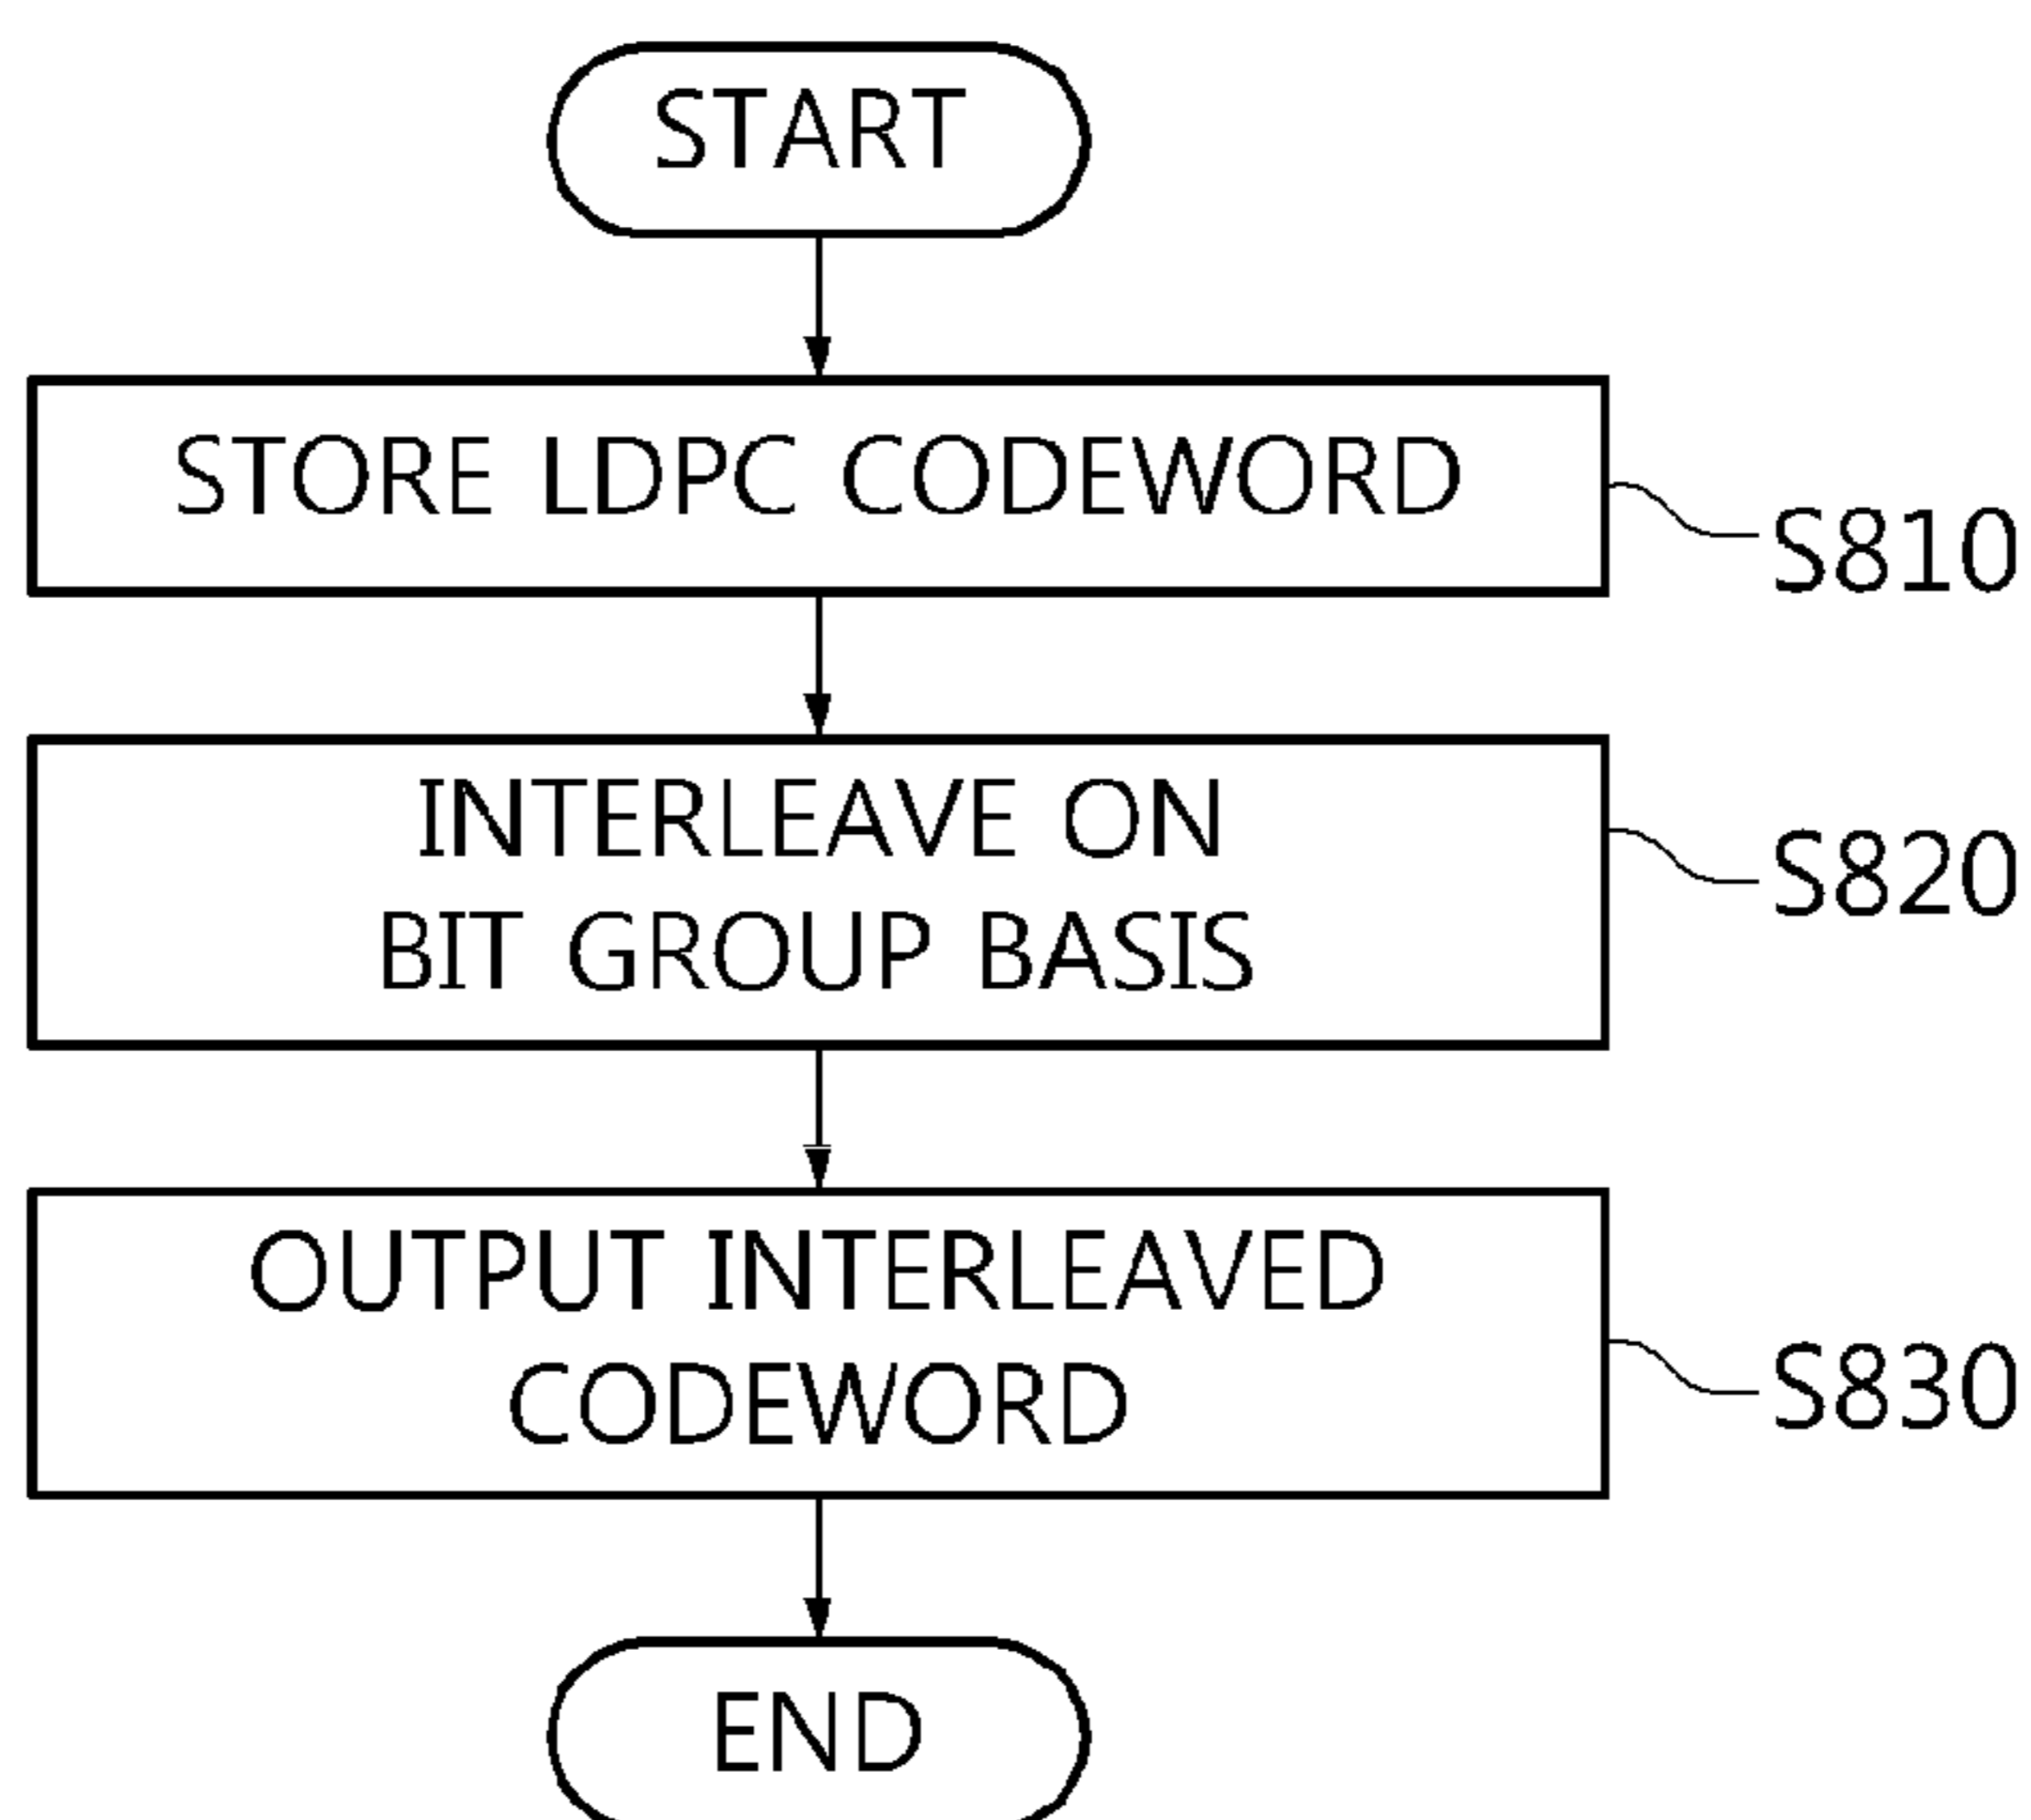 START
STORE LDPC CODEWORD
S810
INTERLEAVE ON
BIT GROUP BASIS
S820
OUTPUT INTERLEAVED
CODEWORD
S830
END